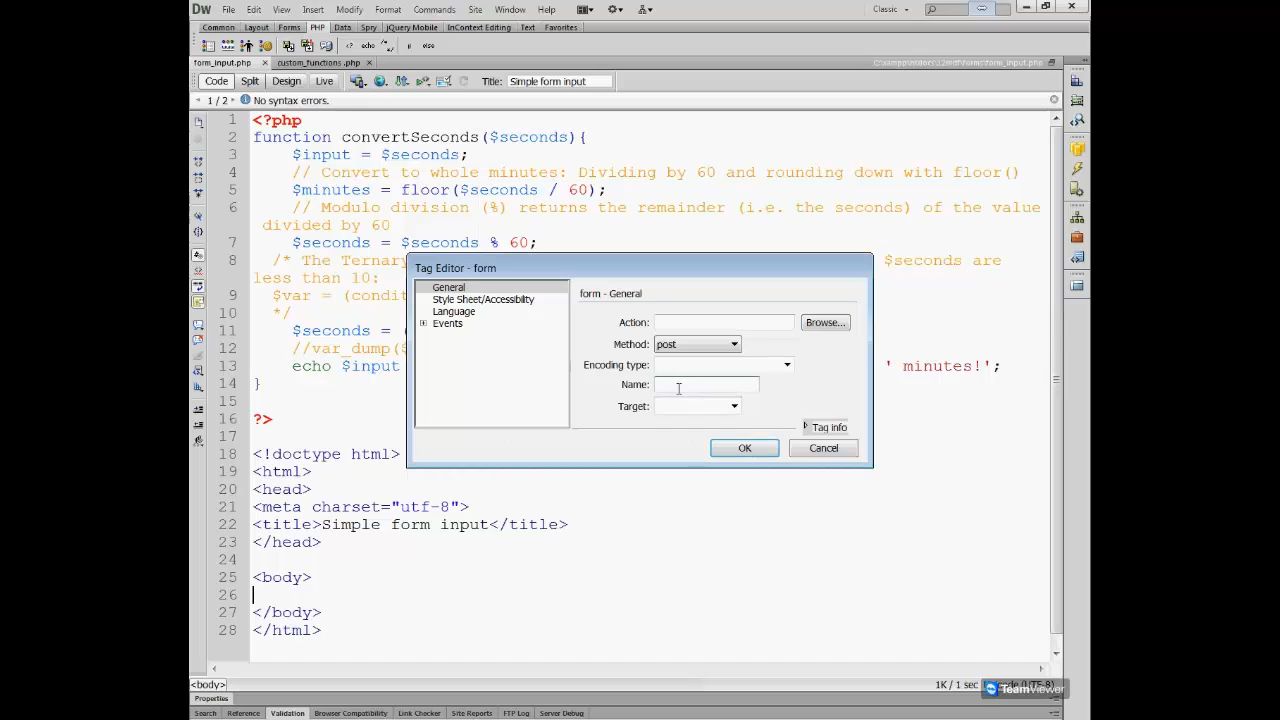 Dw File Edit View Insert Modify Format Commands Site Window Help Classic
Common Layout Forms PHP Data Spry jQuery Mobile InContext Editing Text Favorites
<? echo if else
form_input.php × custom_functions.php ×
Code Split Design Live Title: Simple form input
1 / 2 No syntax errors.
1 <?php
2 function convertSeconds($seconds){
3 $input = $seconds;
4 // Convert to whole minutes: Dividing by 60 and rounding down with floor()
5 $minutes = floor($seconds / 60);
6 // Modulo division (%) returns the remainder (i.e. the seconds) of the value
divided by 60
7 $seconds = $seconds % 60;
8 /* The Ternary $seconds are
less than 10:
9 $var = (condit
10 */
11 $seconds = (
12 //var_dump($
13 echo $input ' minutes!';
14 }
15
16 ?>
17
18 <!doctype html>
19 <html>
20 <head>
21 <meta charset="utf-8">
22 <title>Simple form input</title>
23 </head>
24
25 <body>
26
27 </body>
28 </html>
Tag Editor - form
General
Style Sheet/Accessibility
Language
Events
form - General
Action: Browse...
Method: post
Encoding type:
Name:
Target:
Tag info
OK Cancel
<body> 1K / 1 sec
TeamViewer
Properties
Search Reference Validation Browser Compatibility Link Checker Site Reports FTP Log Server Debug